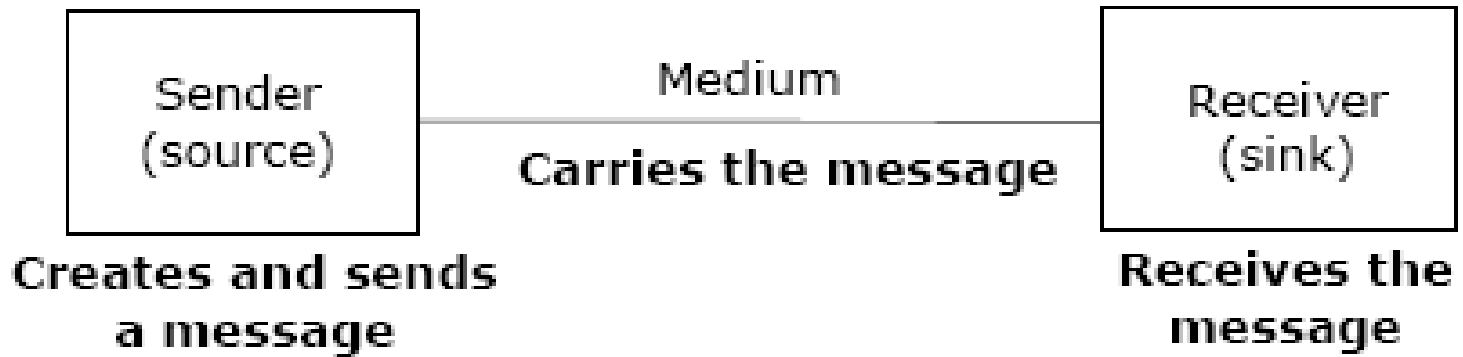 Sender
(source)
Medium
Carries the message
Receiver
(sink)
Creates and sends
a message
Receives the
message